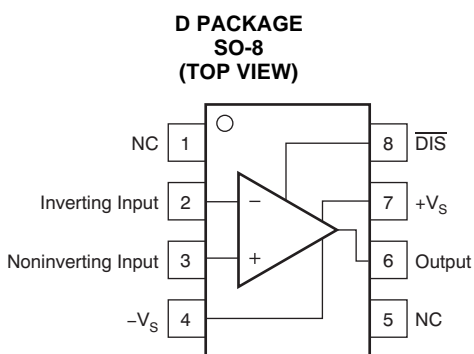 D PACKAGE
SO-8
(TOP VIEW)
NC 1 8 D̅I̅S̅
Inverting Input 2 − 7 +VS
Noninverting Input 3 + 6 Output
−VS 4 5 NC